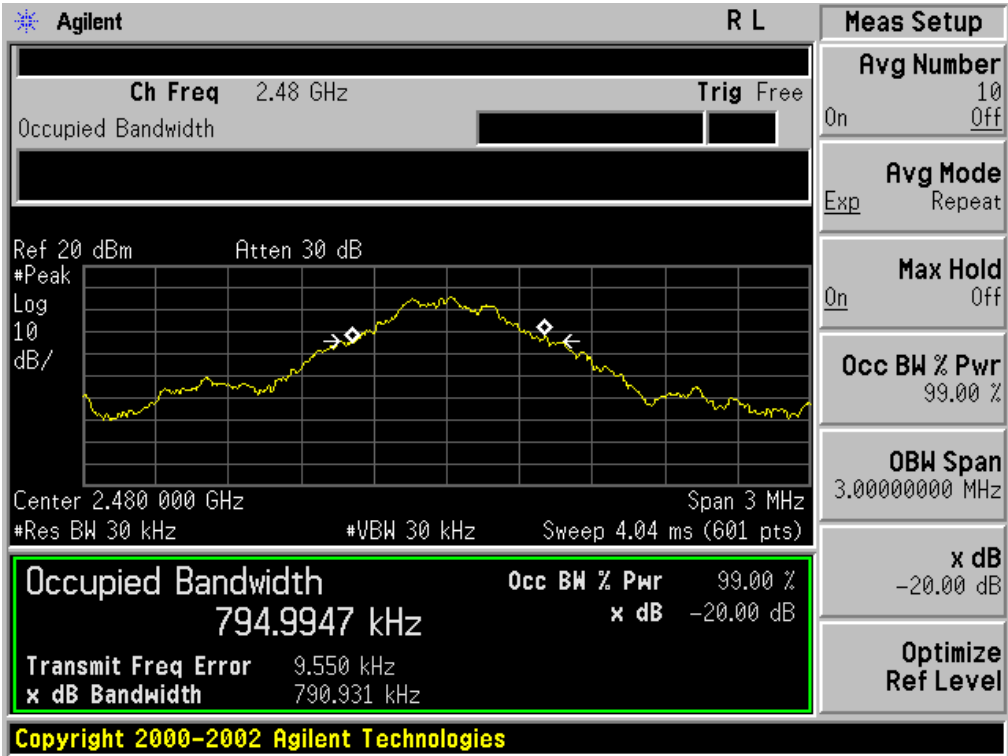 Agilent R L
Ch Freq 2.48 GHz Trig Free
Occupied Bandwidth
Ref 20 dBm Atten 30 dB
#Peak
Log
10
dB/
Center 2.480 000 GHz Span 3 MHz
#Res BW 30 kHz #VBW 30 kHz Sweep 4.04 ms (601 pts)
Occupied Bandwidth Occ BW % Pwr 99.00 %
794.9947 kHz x dB -20.00 dB
Transmit Freq Error 9.550 kHz
x dB Bandwidth 790.931 kHz
Copyright 2000-2002 Agilent Technologies
Meas Setup
Avg Number
10
On Off
Avg Mode
Exp Repeat
Max Hold
On Off
Occ BW % Pwr
99.00 %
OBW Span
3.00000000 MHz
x dB
-20.00 dB
Optimize
Ref Level